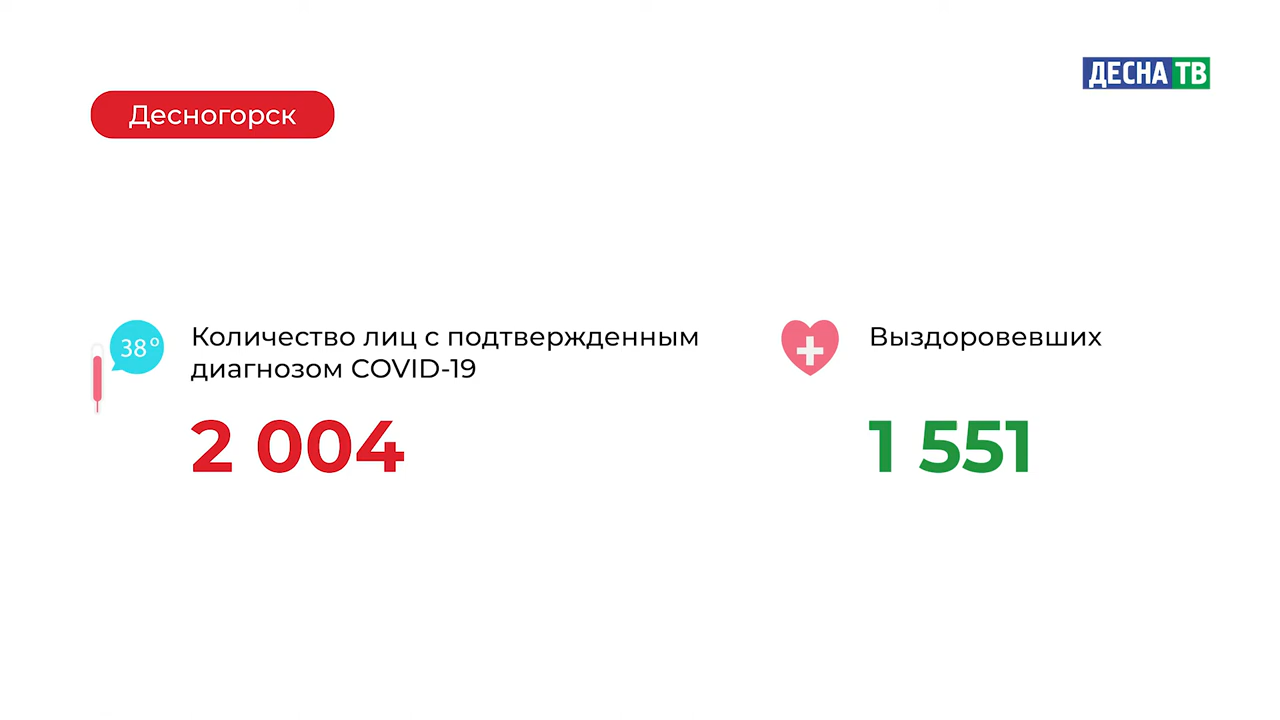 ДЕСНА ТВ
Десногорск
38°
Количество лиц с подтвержденным
диагнозом COVID-19
2 004
Выздоровевших
1 551